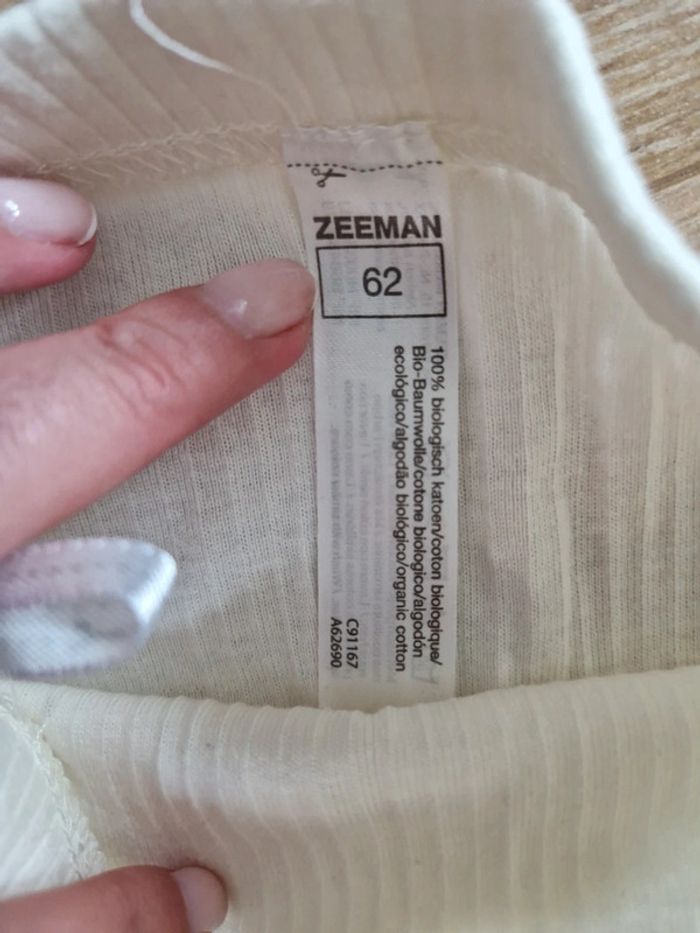 ZEEMAN
62
100% biologisch katoen/coton biologique/
Bio-Baumwolle/cotone biologico/algodón
ecológico/algodão biológico/organic cotton
C91167
A62690